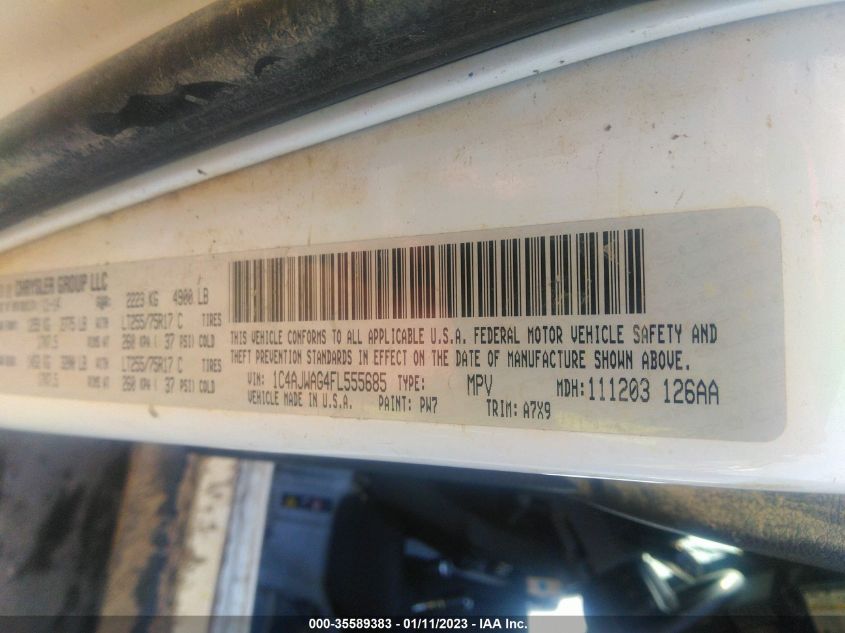 CHRYSLER GROUP LLC
2223 KG 4900 LB
LT255/75R17 C TIRES
260 KPA / 37 PSI COLD
LT255/75R17 C TIRES
260 KPA / 37 PSI COLD
THIS VEHICLE CONFORMS TO ALL APPLICABLE U.S.A. FEDERAL MOTOR VEHICLE SAFETY AND
THEFT PREVENTION STANDARDS IN EFFECT ON THE DATE OF MANUFACTURE SHOWN ABOVE.
VIN: 1C4AJWAG4FL555685 TYPE: MPV MDH: 111203 126AA
VEHICLE MADE IN U.S.A. PAINT: PW7 TRIM: A7X9
000-35589383 - 01/11/2023 - IAA Inc.